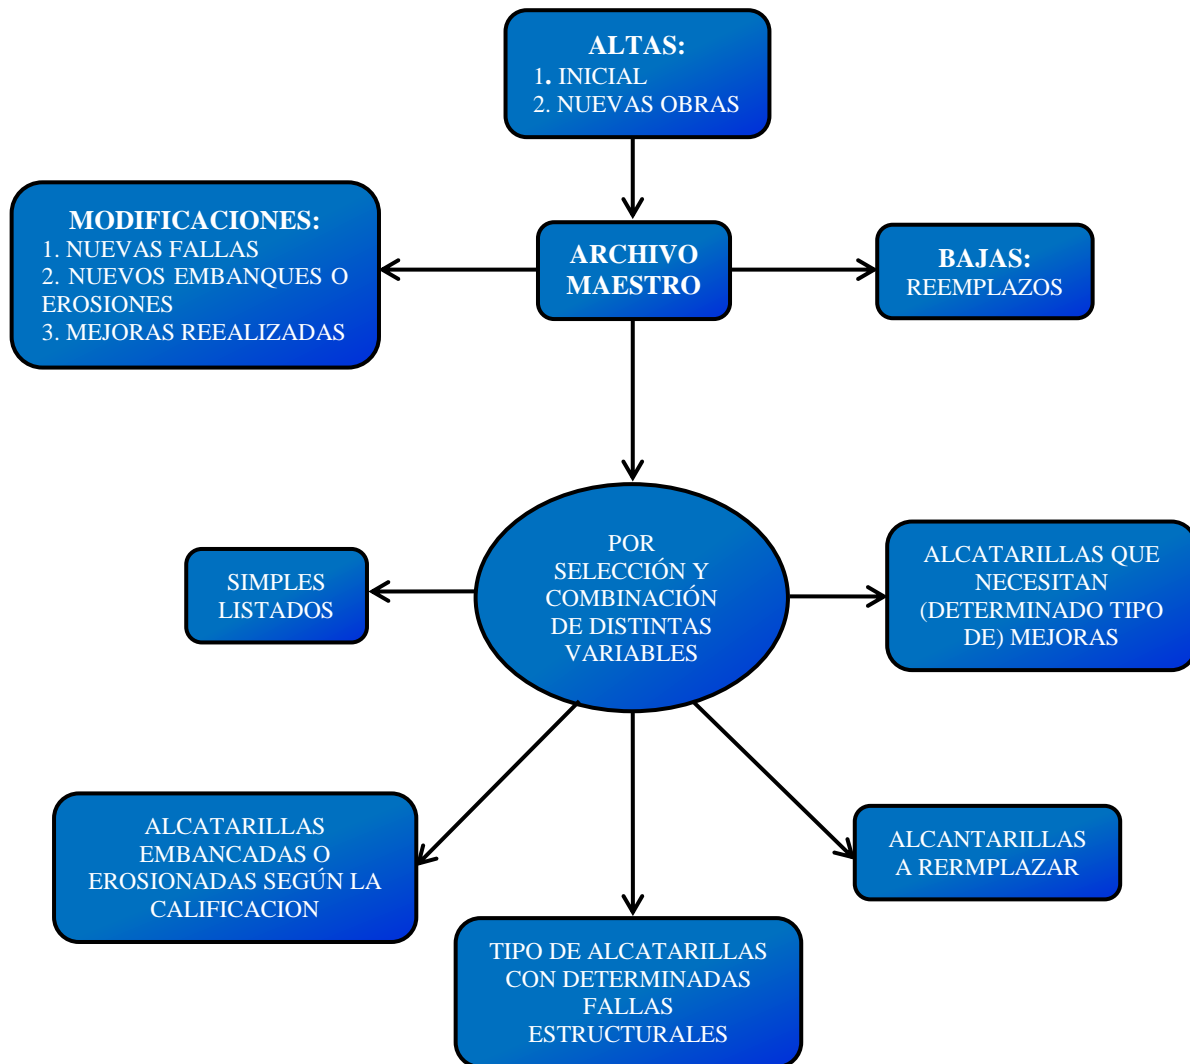 ALTAS:
1. INICIAL
2. NUEVAS OBRAS
MODIFICACIONES:
1. NUEVAS FALLAS
2. NUEVOS EMBANQUES O
EROSIONES
3. MEJORAS REEALIZADAS
ARCHIVO
MAESTRO
BAJAS:
REEMPLAZOS
POR
SELECCIÓN Y
COMBINACIÓN
DE DISTINTAS
VARIABLES
SIMPLES
LISTADOS
ALCATARILLAS QUE
NECESITAN
(DETERMINADO TIPO
DE) MEJORAS
ALCATARILLAS
EMBANCADAS O
EROSIONADAS SEGÚN LA
CALIFICACION
ALCANTARILLAS
A RERMPLAZAR
TIPO DE ALCATARILLAS
CON DETERMINADAS
FALLAS
ESTRUCTURALES